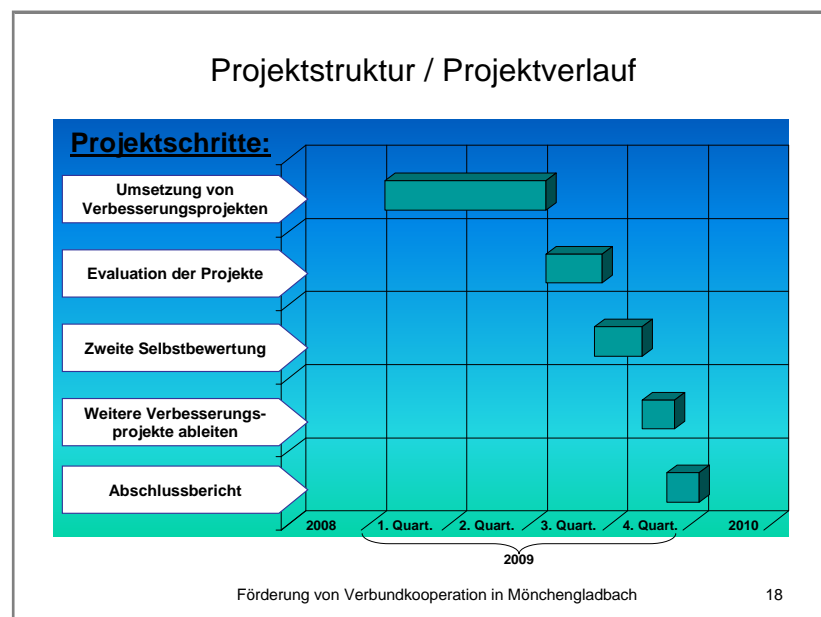 Projektstruktur / Projektverlauf
Projektschritte:
Umsetzung von
Verbesserungsprojekten
Evaluation der Projekte
Zweite Selbstbewertung
Weitere Verbesserungs-
projekte ableiten
Abschlussbericht
2008 1. Quart. 2. Quart. 3. Quart. 4. Quart. 2010
2009
Förderung von Verbundkooperation in Mönchengladbach 18